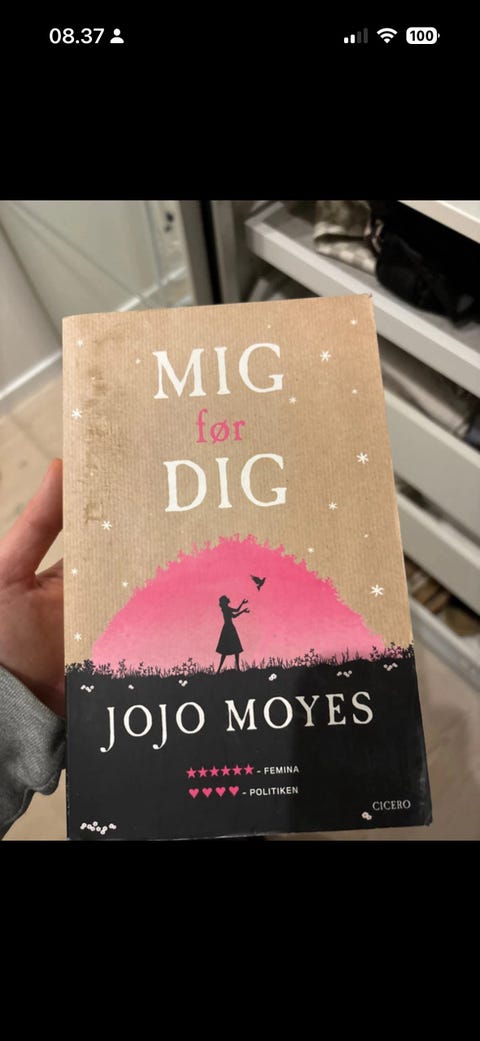 08.37
100
MIG
før
DIG
JOJO MOYES
★★★★★★ - FEMINA
♥♥♥♥ - POLITIKEN
CICERO